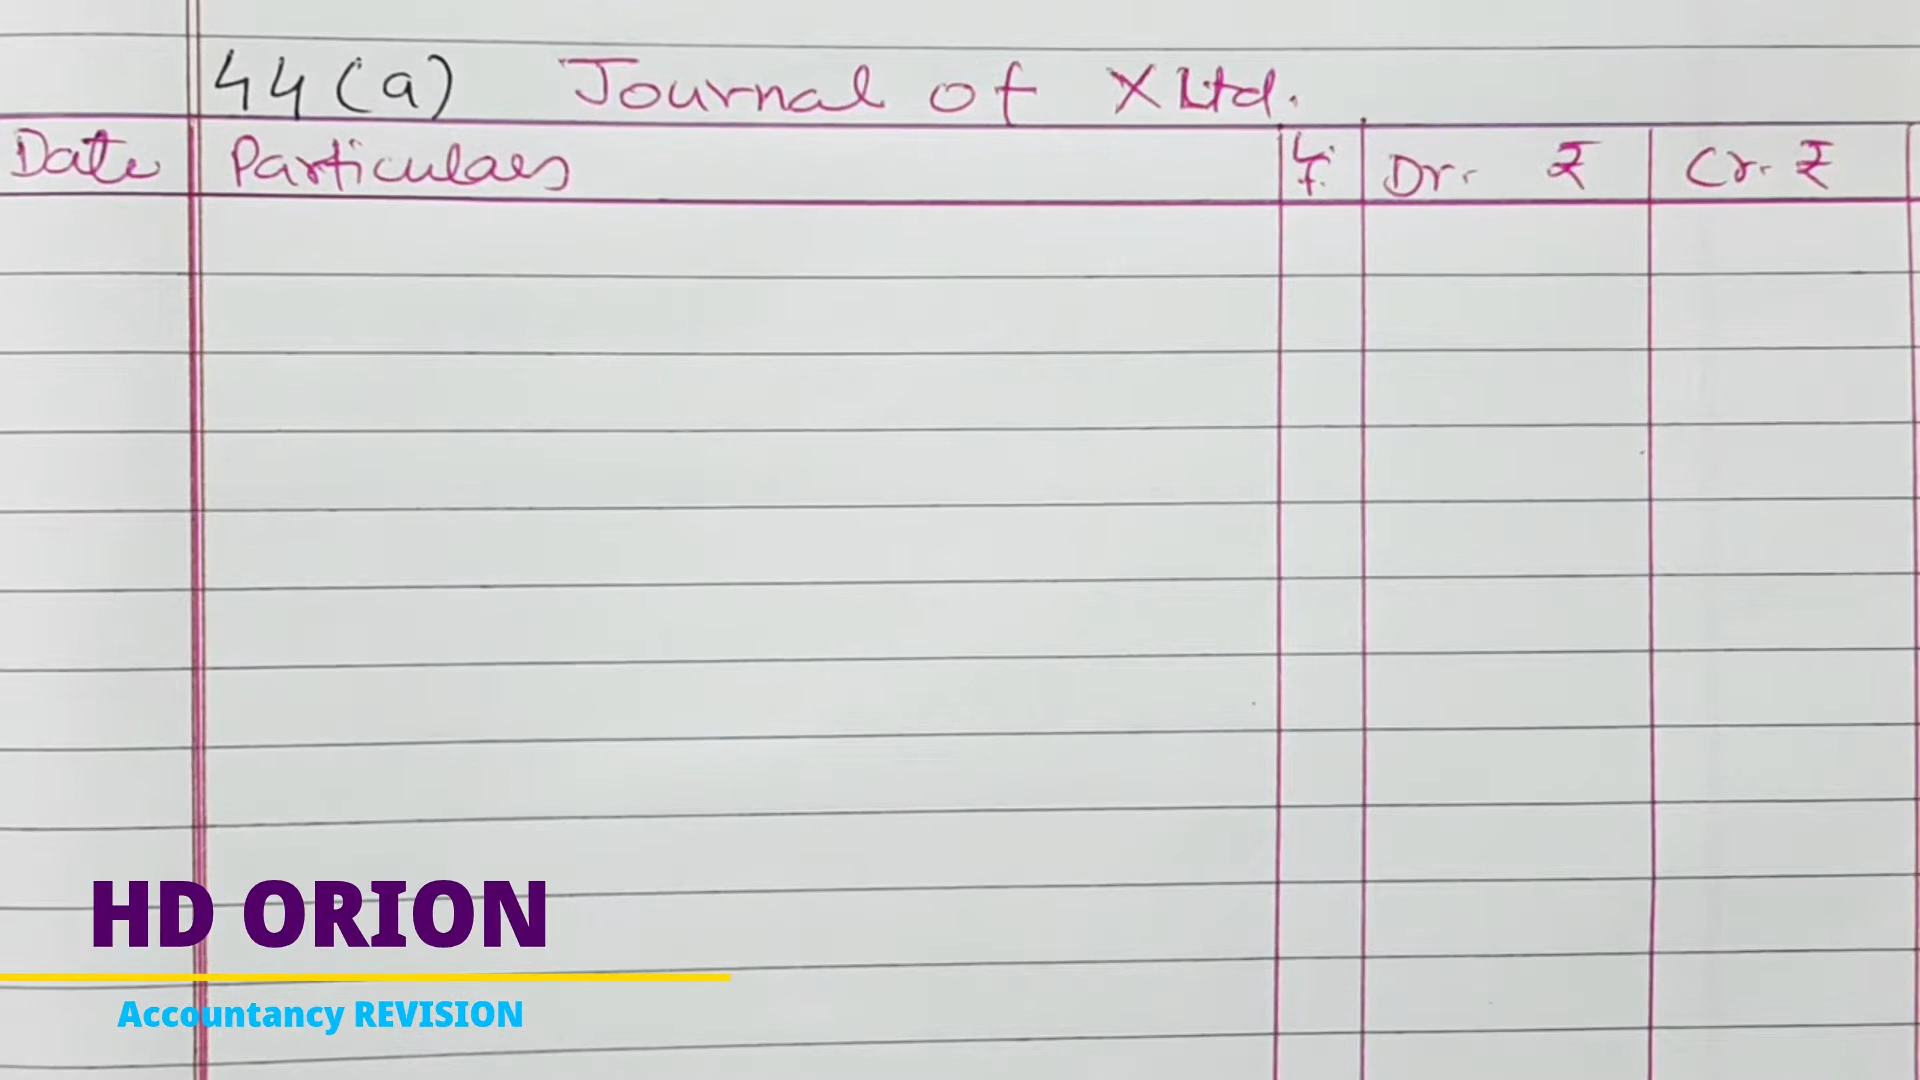 44(a) Journal of X Ltd.
Date Particulars L.F. Dr. ₹ Cr. ₹
HD ORION
Accountancy REVISION